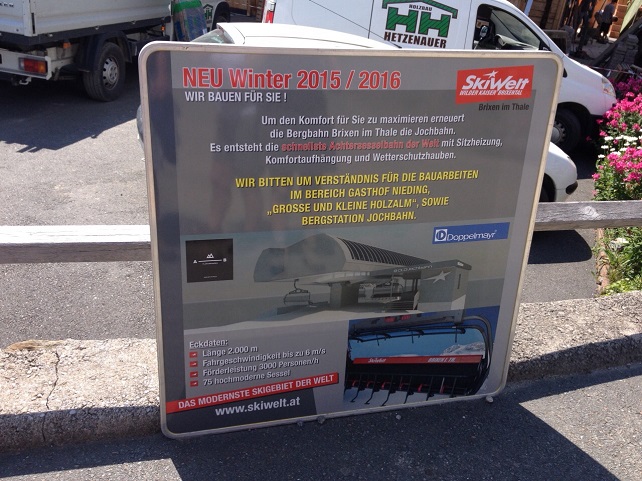 HOLZBAU
HH
HETZENAUER
NEU Winter 2015 / 2016
WIR BAUEN FÜR SIE !
SkiWelt
WILDER KAISER BRIXENTAL
Brixen im Thale
Um den Komfort für Sie zu maximieren erneuert
die Bergbahn Brixen im Thale die Jochbahn.
Es entsteht die schnellste Achtersesselbahn der Welt mit Sitzheizung,
Komfortaufhängung und Wetterschutzhauben.
WIR BITTEN UM VERSTÄNDNIS FÜR DIE BAUARBEITEN
IM BEREICH GASTHOF NIEDING,
„GROSSE UND KLEINE HOLZALM“, SOWIE
BERGSTATION JOCHBAHN.
Doppelmayr
Eckdaten:
Länge 2.000 m
Fahrgeschwindigkeit bis zu 6 m/s
Förderleistung 3000 Personen/h
75 hochmoderne Sessel
DAS MODERNSTE SKIGEBIET DER WELT
www.skiwelt.at